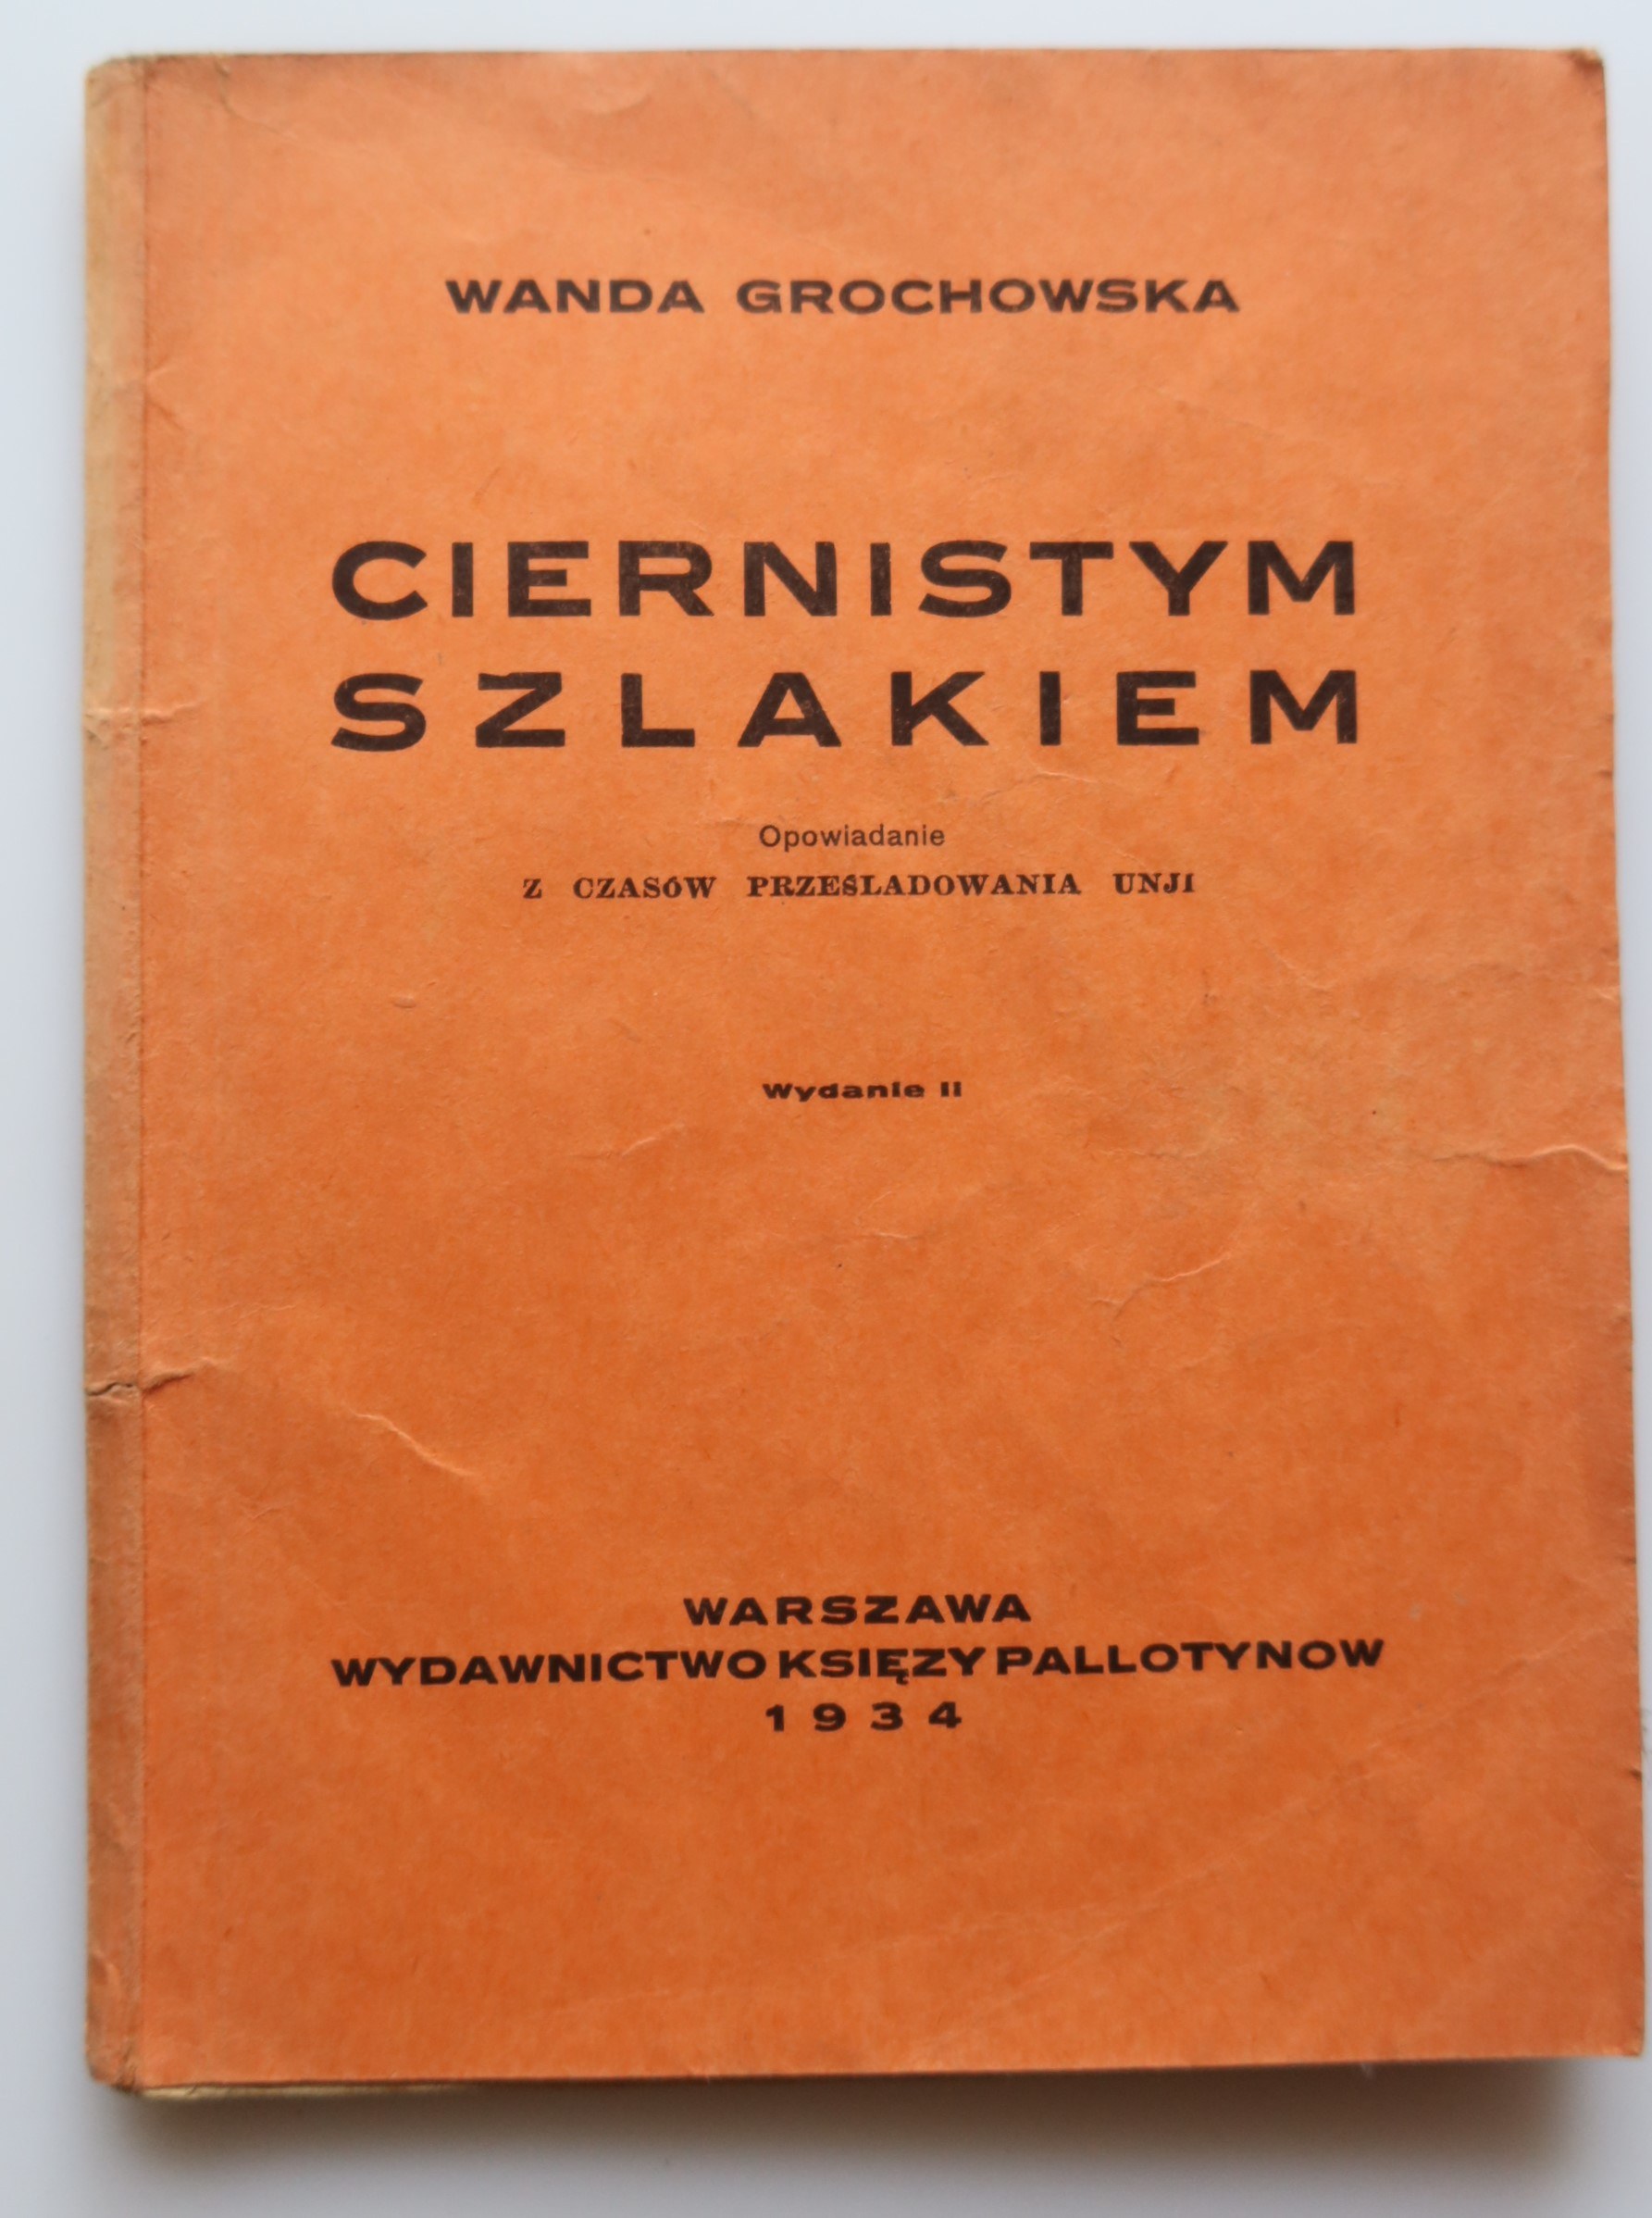 WANDA GROCHOWSKA
CIERNISTYM
SZLAKIEM
Opowiadanie
Z CZASÓW PRZEŚLADOWANIA UNJI
Wydanie II
WARSZAWA
WYDAWNICTWO KSIĘZY PALLOTYNOW
1934